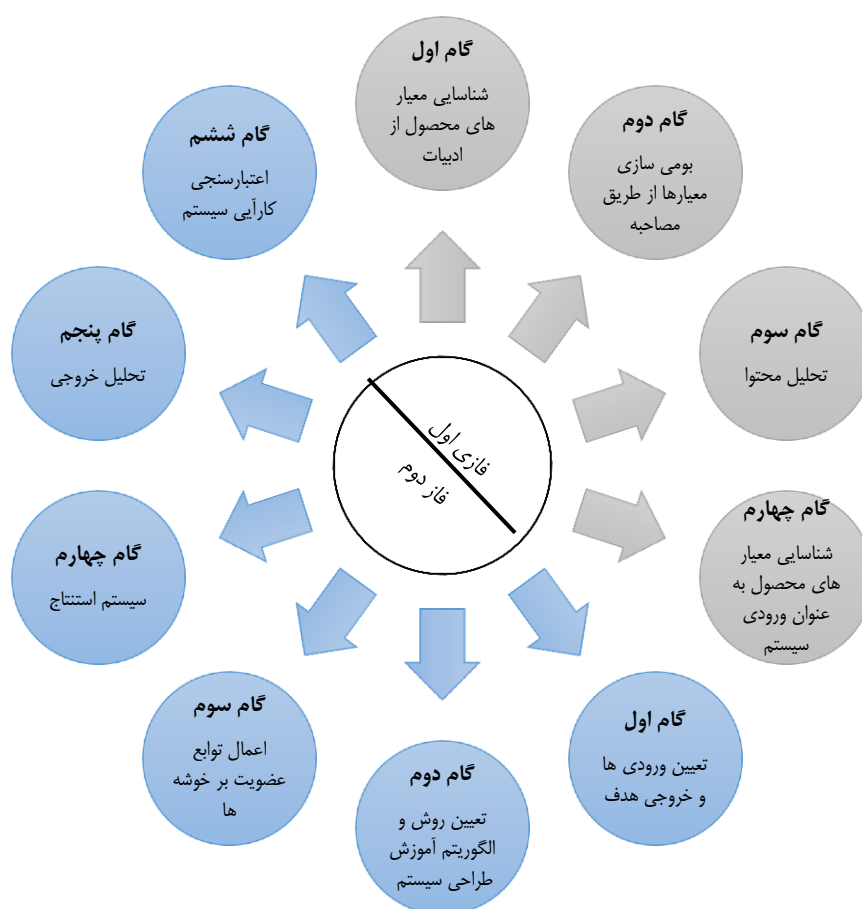 گام اول
شناسایی معیار
های محصول از
ادبیات
گام دوم
بومی سازی
معیارها از طریق
مصاحبه
گام سوم
تحلیل محتوا
گام چهارم
شناسایی معیار
های محصول به
عنوان ورودی
سیستم
گام اول
تعیین ورودی ها
و خروجی هدف
گام دوم
تعیین روش و
الگوریتم آموزش
طراحی سیستم
گام سوم
اعمال توابع
عضویت بر خوشه
ها
گام چهارم
سیستم استنتاج
گام پنجم
تحلیل خروجی
گام ششم
اعتبارسنجی
کارآیی سیستم
فازی اول
فاز دوم